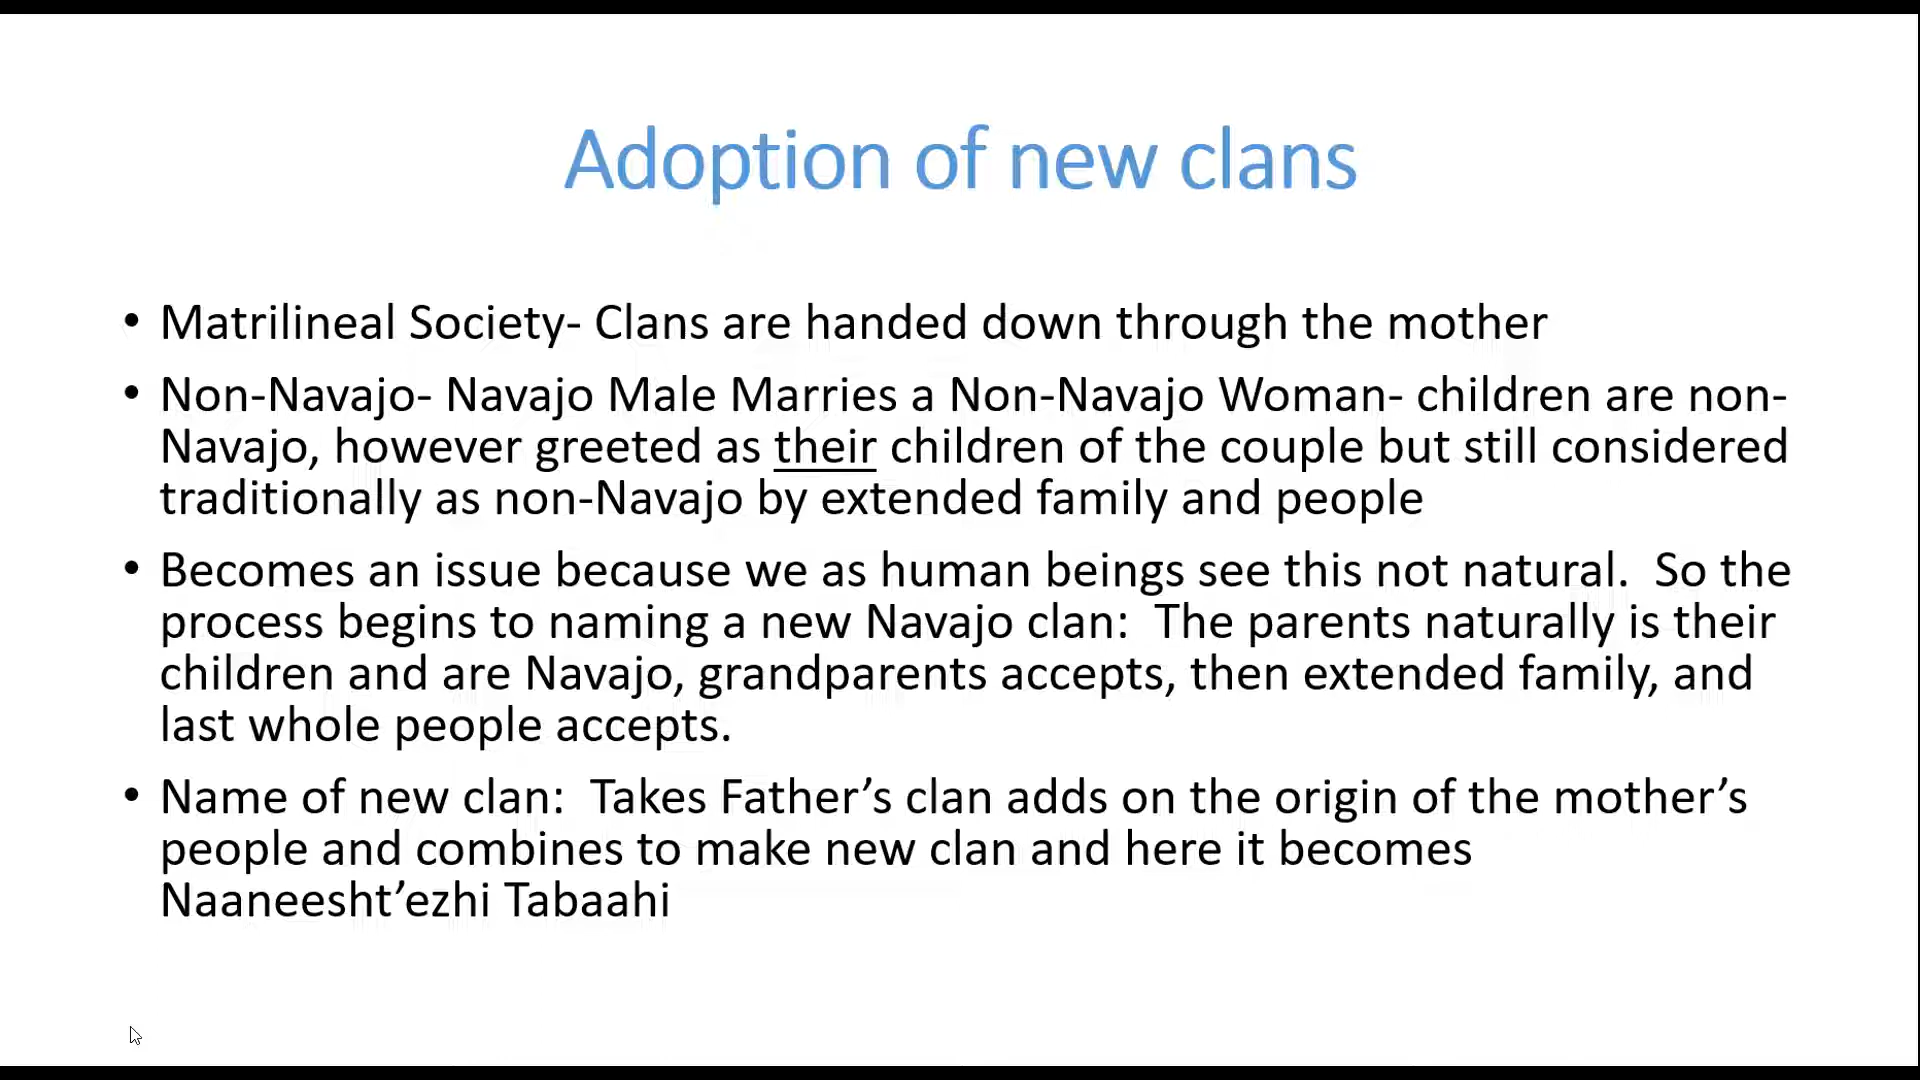 Adoption of new clans
• Matrilineal Society- Clans are handed down through the mother
• Non-Navajo- Navajo Male Marries a Non-Navajo Woman- children are non-
Navajo, however greeted as their children of the couple but still considered
traditionally as non-Navajo by extended family and people
• Becomes an issue because we as human beings see this not natural.  So the
process begins to naming a new Navajo clan:  The parents naturally is their
children and are Navajo, grandparents accepts, then extended family, and
last whole people accepts.
• Name of new clan:  Takes Father’s clan adds on the origin of the mother’s
people and combines to make new clan and here it becomes
Naaneesht’ezhi Tabaahi